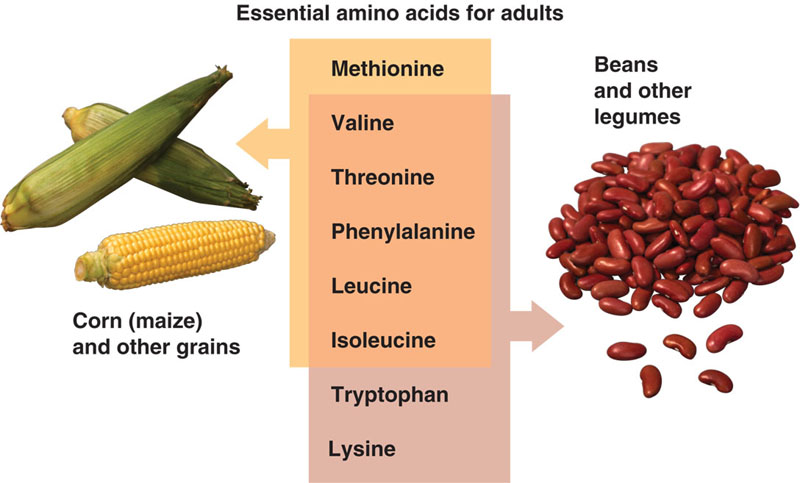 Essential amino acids for adults
Methionine
Valine
Threonine
Phenylalanine
Leucine
Isoleucine
Tryptophan
Lysine
Corn (maize)
and other grains
Beans
and other
legumes